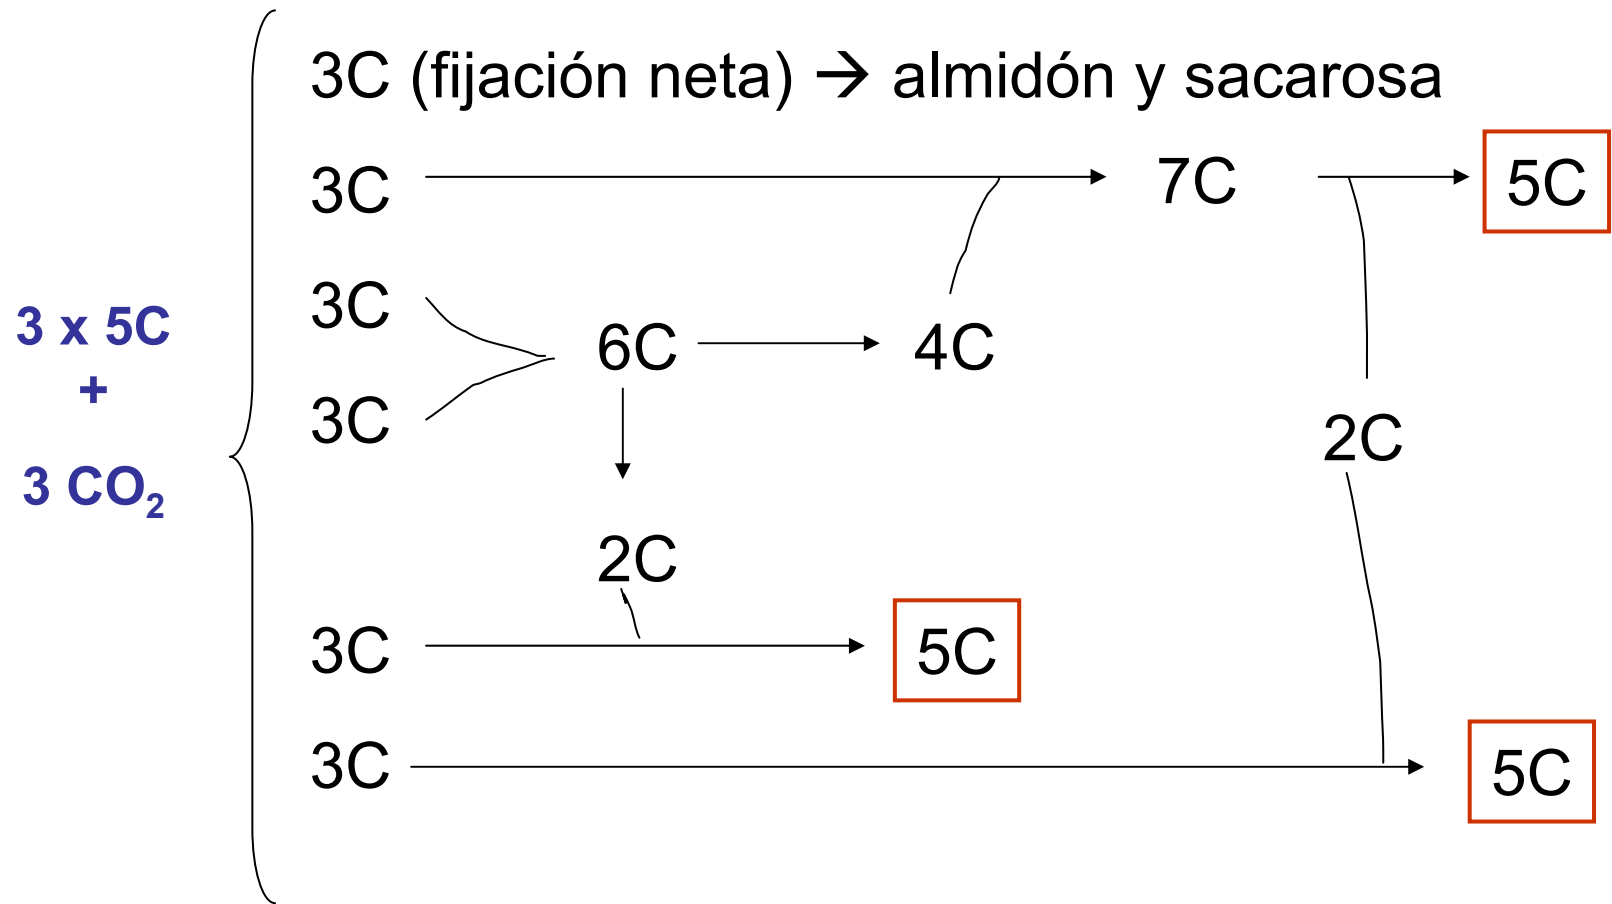 3C (fijación neta) → almidón y sacarosa
3C 7C 5C
3C
3 x 5C
+
3 CO₂
6C 4C
3C
2C
2C
3C 5C
3C 5C